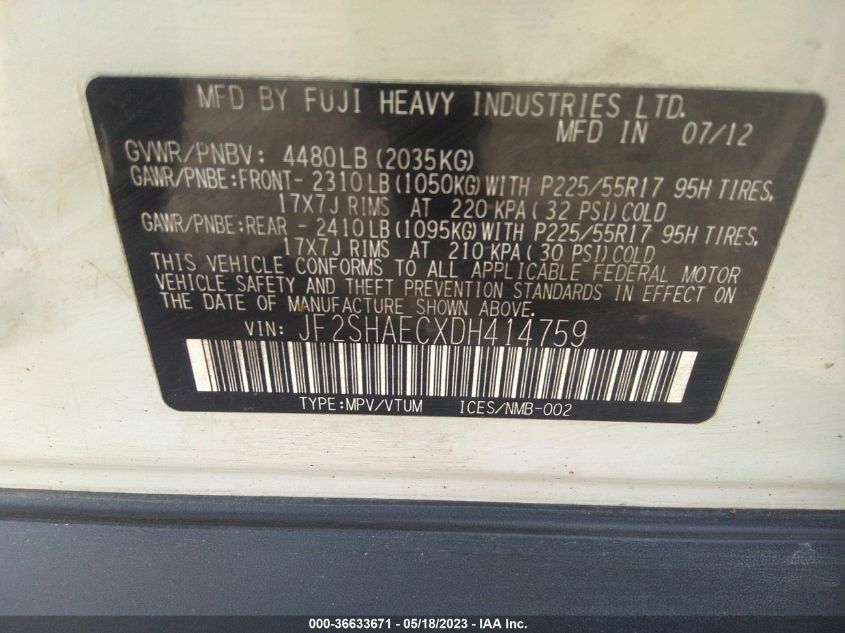 MFD BY FUJI HEAVY INDUSTRIES LTD.
MFD IN 07/12
GVWR/PNBV: 4480LB (2035KG)
GAWR/PNBE:FRONT- 2310LB (1050KG) WITH P225/55R17 95H TIRES,
17X7J RIMS AT 220 KPA ( 32 PSI) COLD
GAWR/PNBE:REAR - 2410LB (1095KG) WITH P225/55R17 95H TIRES,
17X7J RIMS AT 210 KPA ( 30 PSI) COLD
THIS VEHICLE CONFORMS TO ALL APPLICABLE FEDERAL MOTOR
VEHICLE SAFETY AND THEFT PREVENTION STANDARDS IN EFFECT ON
THE DATE OF MANUFACTURE SHOWN ABOVE.
VIN: JF2SHAECXDH414759
TYPE:MPV/VTUM ICES/NMB-002
000-36633671 - 05/18/2023 - IAA Inc.